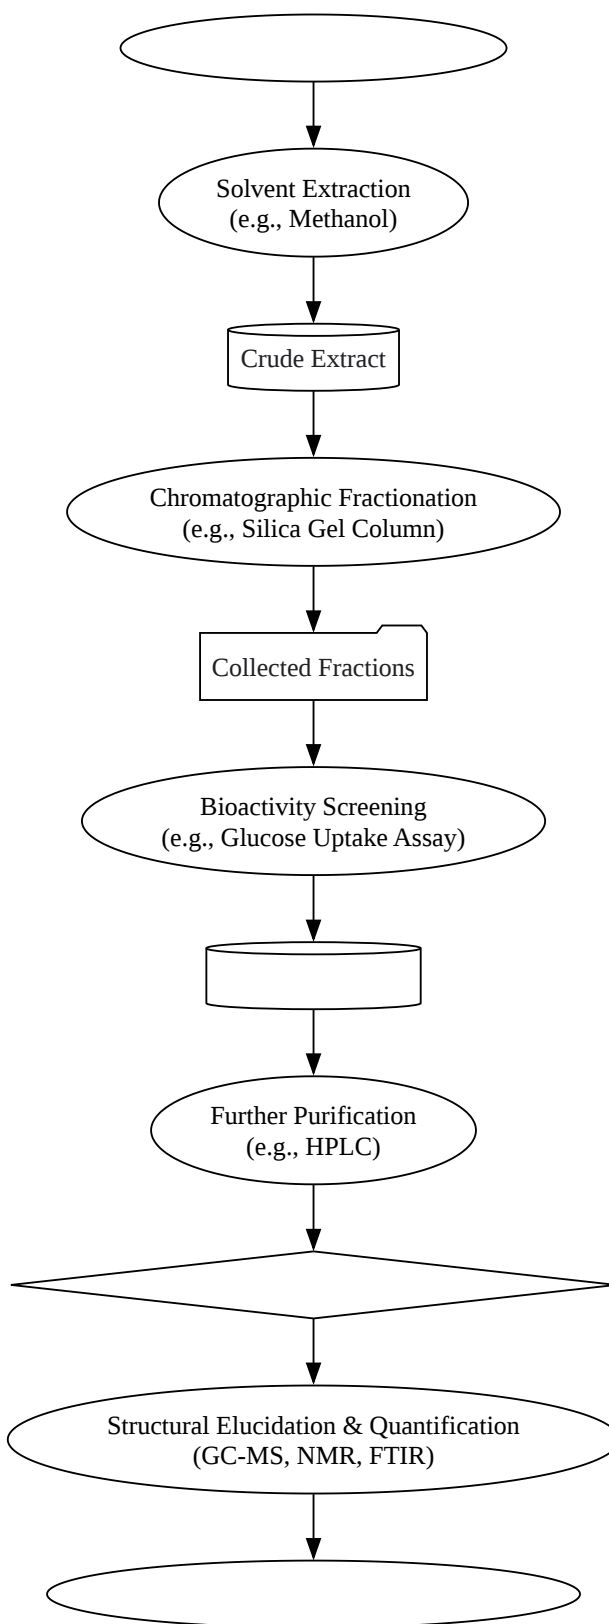 Solvent Extraction
(e.g., Methanol)
Crude Extract
Chromatographic Fractionation
(e.g., Silica Gel Column)
Collected Fractions
Bioactivity Screening
(e.g., Glucose Uptake Assay)
Further Purification
(e.g., HPLC)
Structural Elucidation & Quantification
(GC-MS, NMR, FTIR)